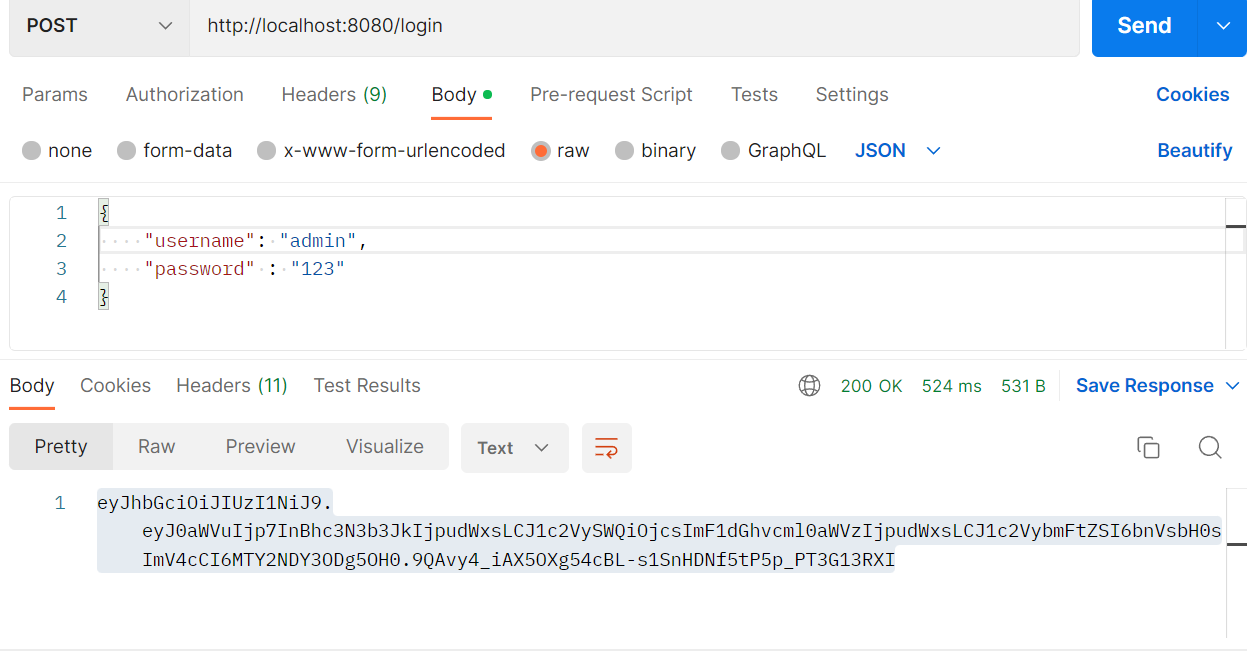 POST http://localhost:8080/login Send
Params Authorization Headers (9) Body Pre-request Script Tests Settings Cookies
none form-data x-www-form-urlencoded raw binary GraphQL JSON Beautify
1 {
2 "username": "admin",
3 "password" : "123"
4 }
Body Cookies Headers (11) Test Results 200 OK 524 ms 531 B Save Response
Pretty Raw Preview Visualize Text
1 eyJhbGciOiJIUzI1NiJ9.
eyJ0aWVuIjp7InBhc3N3b3JkIjpudWxsLCJ1c2VySWQiOjcsImF1dGhvcml0aWVzIjpudWxsLCJ1c2VybmFtZSI6bnVsbH0s
ImV4cCI6MTY2NDY3ODg5OH0.9QAvy4_iAX5OXg54cBL-s1SnHDNf5tP5p_PT3G13RXI